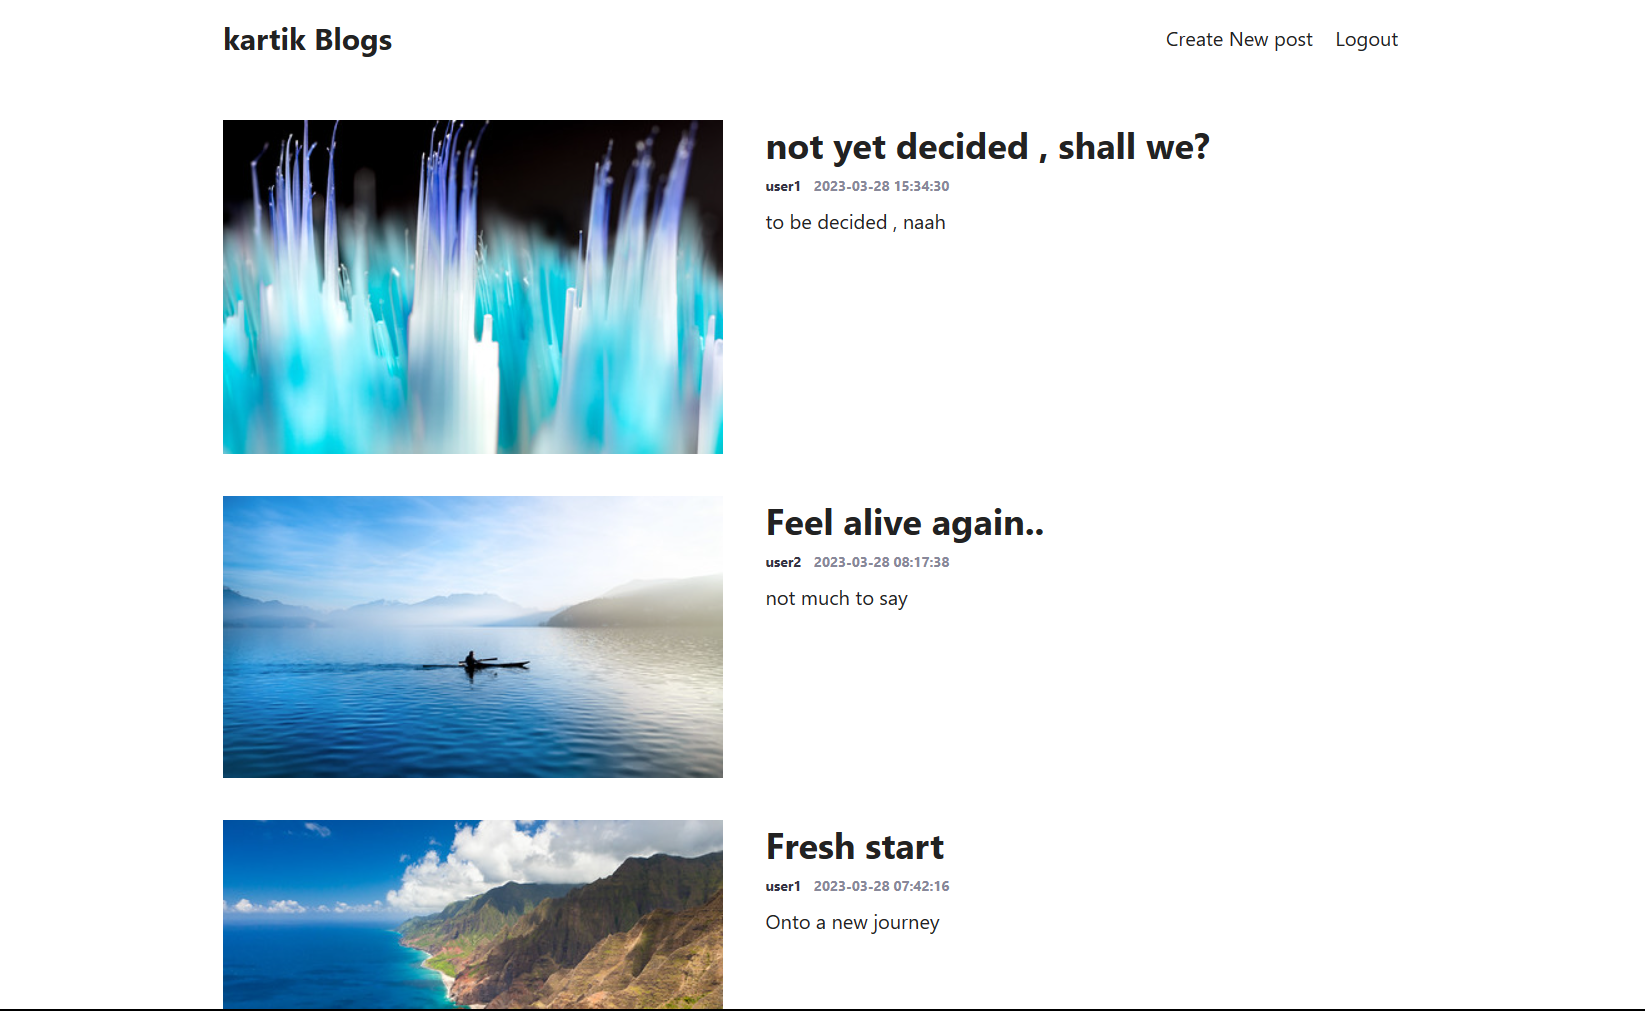 kartik Blogs
Create New post
Logout
not yet decided , shall we?
user1 2023-03-28 15:34:30
to be decided , naah
Feel alive again..
user2 2023-03-28 08:17:38
not much to say
Fresh start
user1 2023-03-28 07:42:16
Onto a new journey